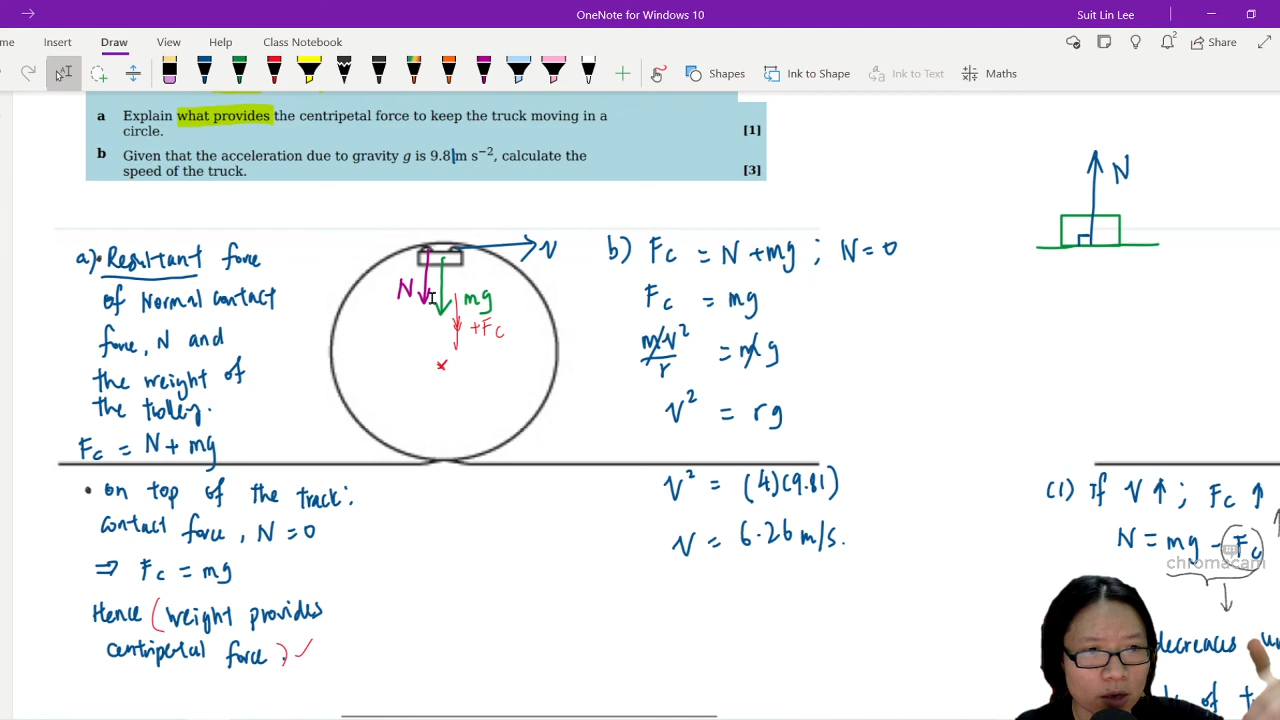 OneNote for Windows 10
Suit Lin Lee
me
Insert
Draw
View
Help
Class Notebook
Share
Shapes
Ink to Shape
Ink to Text
Maths
a Explain what provides the centripetal force to keep the truck moving in a
circle. [1]
b Given that the acceleration due to gravity g is 9.81m s⁻², calculate the
speed of the truck. [3]
a)• Resultant force
of Normal contact
force, N and
the weight of
the trolley.
Fc = N + mg
• on top of the track:
contact force, N = 0
⇒ Fc = mg
Hence (weight provides
centripetal force) ✓
v
N
mg
+Fc
b) Fc = N + mg ; N = 0
Fc = mg
mv²/r = mg
v² = rg
v² = (4)(9.81)
v = 6.26 m/s.
N
(c1) If v ↑ ; Fc ↑
N = mg - Fc
chromacam
decreases
of